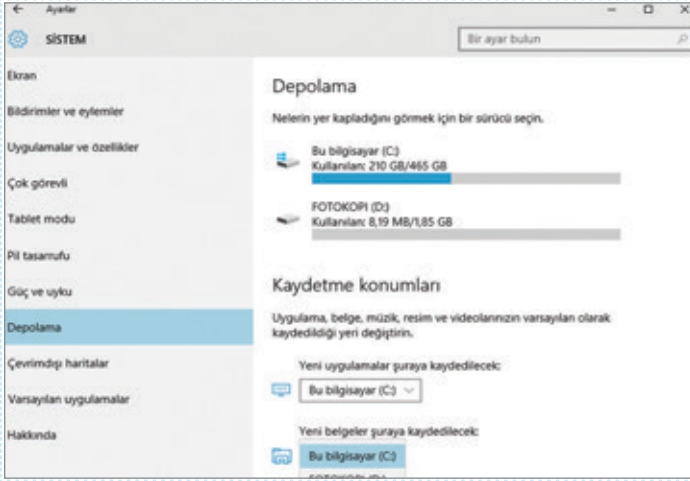 Ayarlar
SİSTEM
Bir ayar bulun
Ekran
Bildirimler ve eylemler
Uygulamalar ve özellikler
Çok görevli
Tablet modu
Pil tasarrufu
Güç ve uyku
Depolama
Çevrimdışı haritalar
Varsayılan uygulamalar
Hakkında
Depolama
Nelerin yer kapladığını görmek için bir sürücü seçin.
Bu bilgisayar (C:)
Kullanılan: 210 GB/465 GB
FOTOKOPI (D:)
Kullanılan: 8,19 MB/1,85 GB
Kaydetme konumları
Uygulama, belge, müzik, resim ve videolarınızın varsayılan olarak
kaydedildiği yeri değiştirin.
Yeni uygulamalar şuraya kaydedilecek:
Bu bilgisayar (C:)
Yeni belgeler şuraya kaydedilecek:
Bu bilgisayar (C:)
FOTOKOPI (D:)